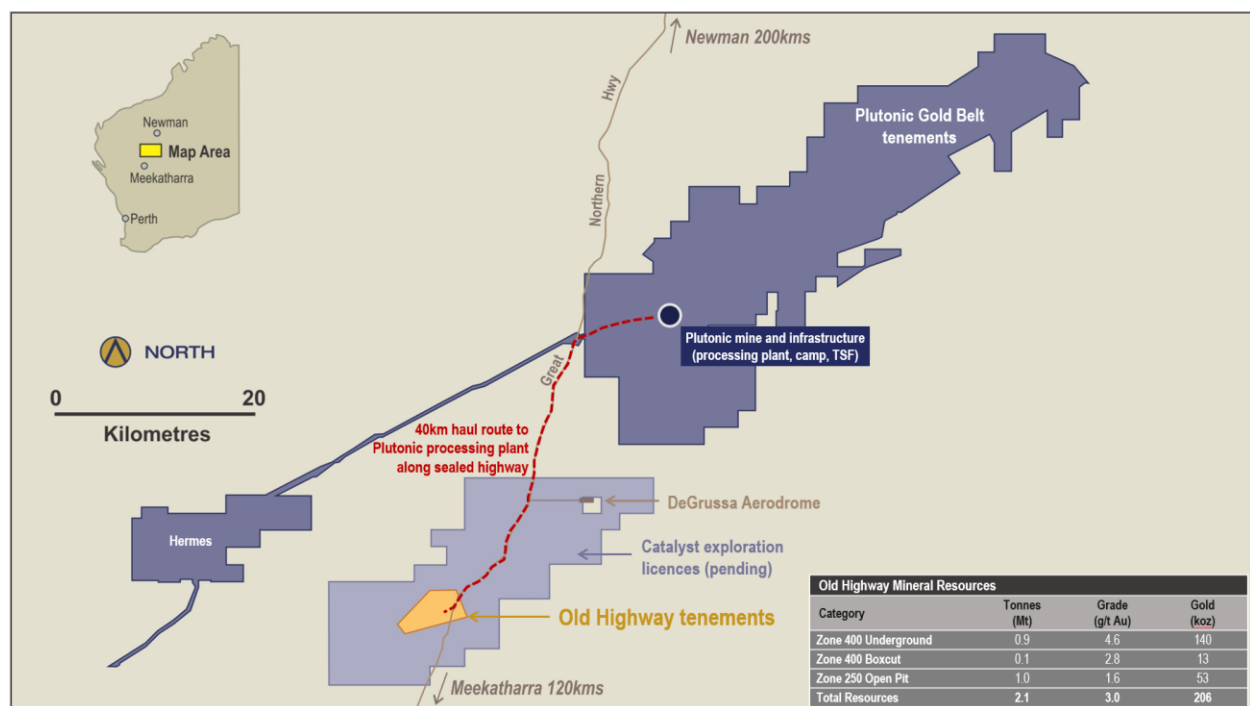 Newman 200kms
Newman
Map Area
Meekatharra
Perth
Hwy
Northern
Great
Plutonic Gold Belt
tenements
Plutonic mine and infrastructure
(processing plant, camp, TSF)
NORTH
0 20
Kilometres
40km haul route to
Plutonic processing plant
along sealed highway
DeGrussa Aerodrome
Hermes
Catalyst exploration
licences (pending)
Old Highway tenements
Meekatharra 120kms
Old Highway Mineral Resources
Category Tonnes Grade Gold
(Mt) (g/t Au) (koz)
Zone 400 Underground 0.9 4.6 140
Zone 400 Boxcut 0.1 2.8 13
Zone 250 Open Pit 1.0 1.6 53
Total Resources 2.1 3.0 206